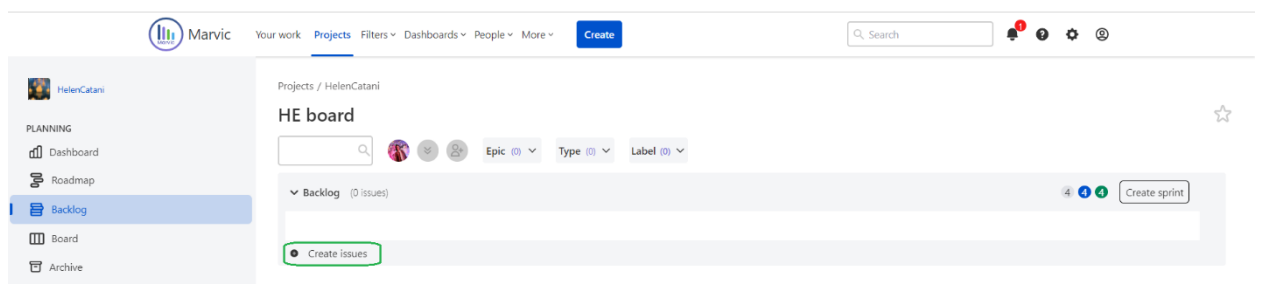 Marvic
Your work Projects Filters Dashboards People More Create
Search
1
HelenCatani
PLANNING
Dashboard
Roadmap
Backlog
Board
Archive
Projects / HelenCatani
HE board
Epic (0) Type (0) Label (0)
Backlog (0 issues)
4 4 4 Create sprint
Create issues